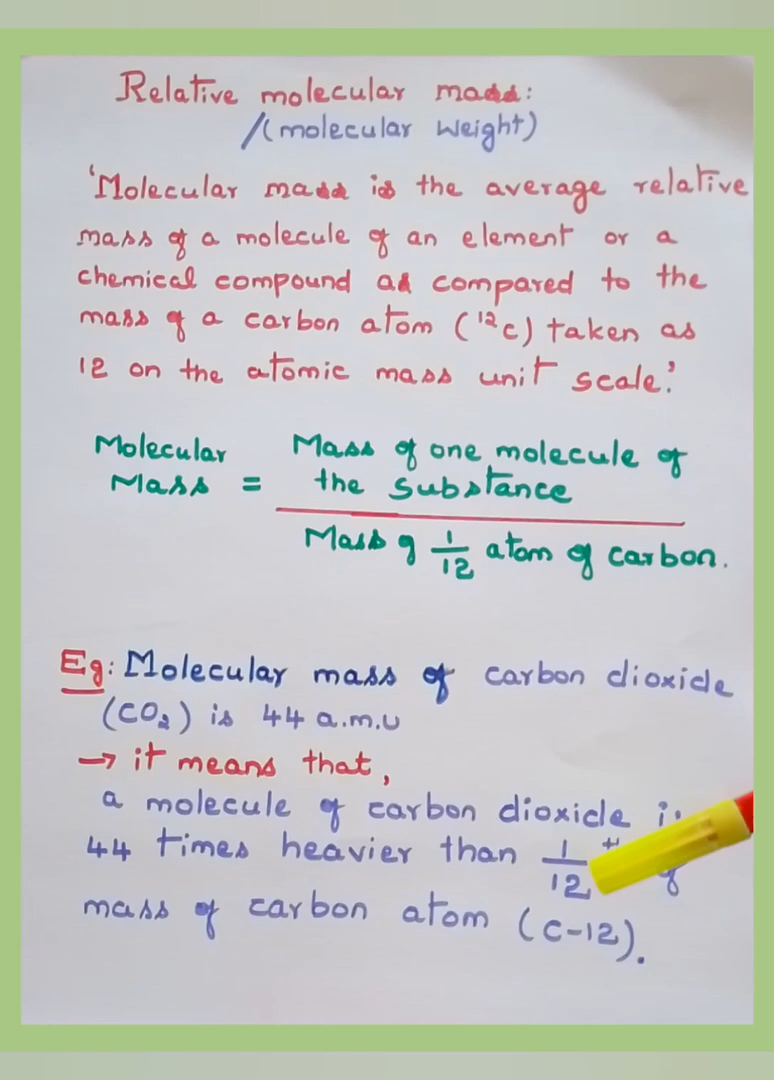 Relative molecular mass:
/(molecular weight)
'Molecular mass is the average relative
mass of a molecule of an element or a
chemical compound as compared to the
mass of a carbon atom (¹²c) taken as
12 on the atomic mass unit scale.'
Molecular Mass of one molecule of
Mass = the substance
Mass of 1/12 atom of carbon.
Eg: Molecular mass of carbon dioxide
(CO₂) is 44 a.m.u
→ it means that,
a molecule of carbon dioxide is
44 times heavier than 1/12 of
mass of carbon atom (C-12).